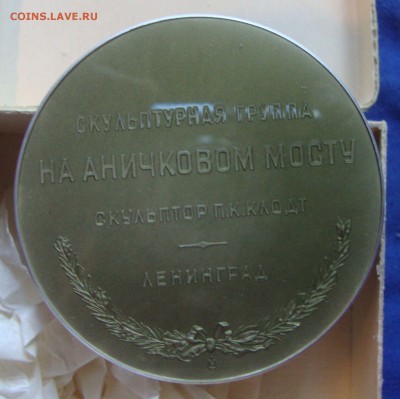 COINS.LAVE.RU
СКУЛЬПТУРНАЯ ГРУППА
НА АНИЧКОВОМ МОСТУ
СКУЛЬПТОР П.К.КЛОДТ
ЛЕНИНГРАД